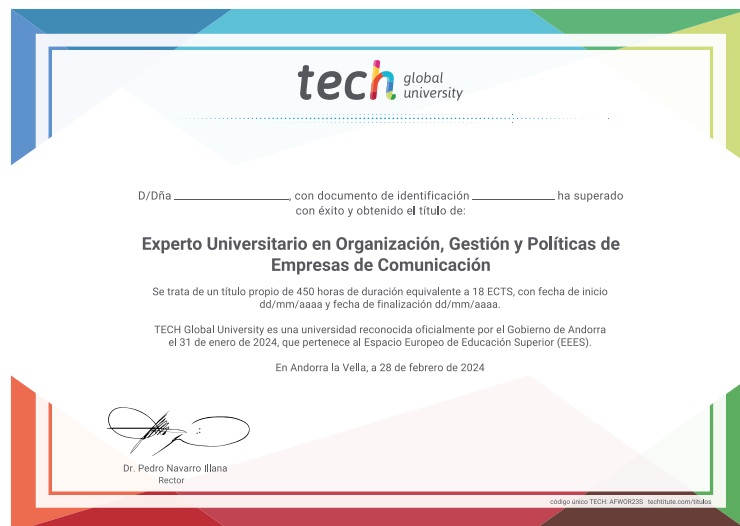 tech global university
D/Dña ____________, con documento de identificación ____________ ha superado
con éxito y obtenido el título de:
Experto Universitario en Organización, Gestión y Políticas de
Empresas de Comunicación
Se trata de un título propio de 450 horas de duración equivalente a 18 ECTS, con fecha de inicio
dd/mm/aaaa y fecha de finalización dd/mm/aaaa.
TECH Global University es una universidad reconocida oficialmente por el Gobierno de Andorra
el 31 de enero de 2024, que pertenece al Espacio Europeo de Educación Superior (EEES).
En Andorra la Vella, a 28 de febrero de 2024
Dr. Pedro Navarro Illana
Rector
código único TECH: AFWOR23S techtitute.com/titulos